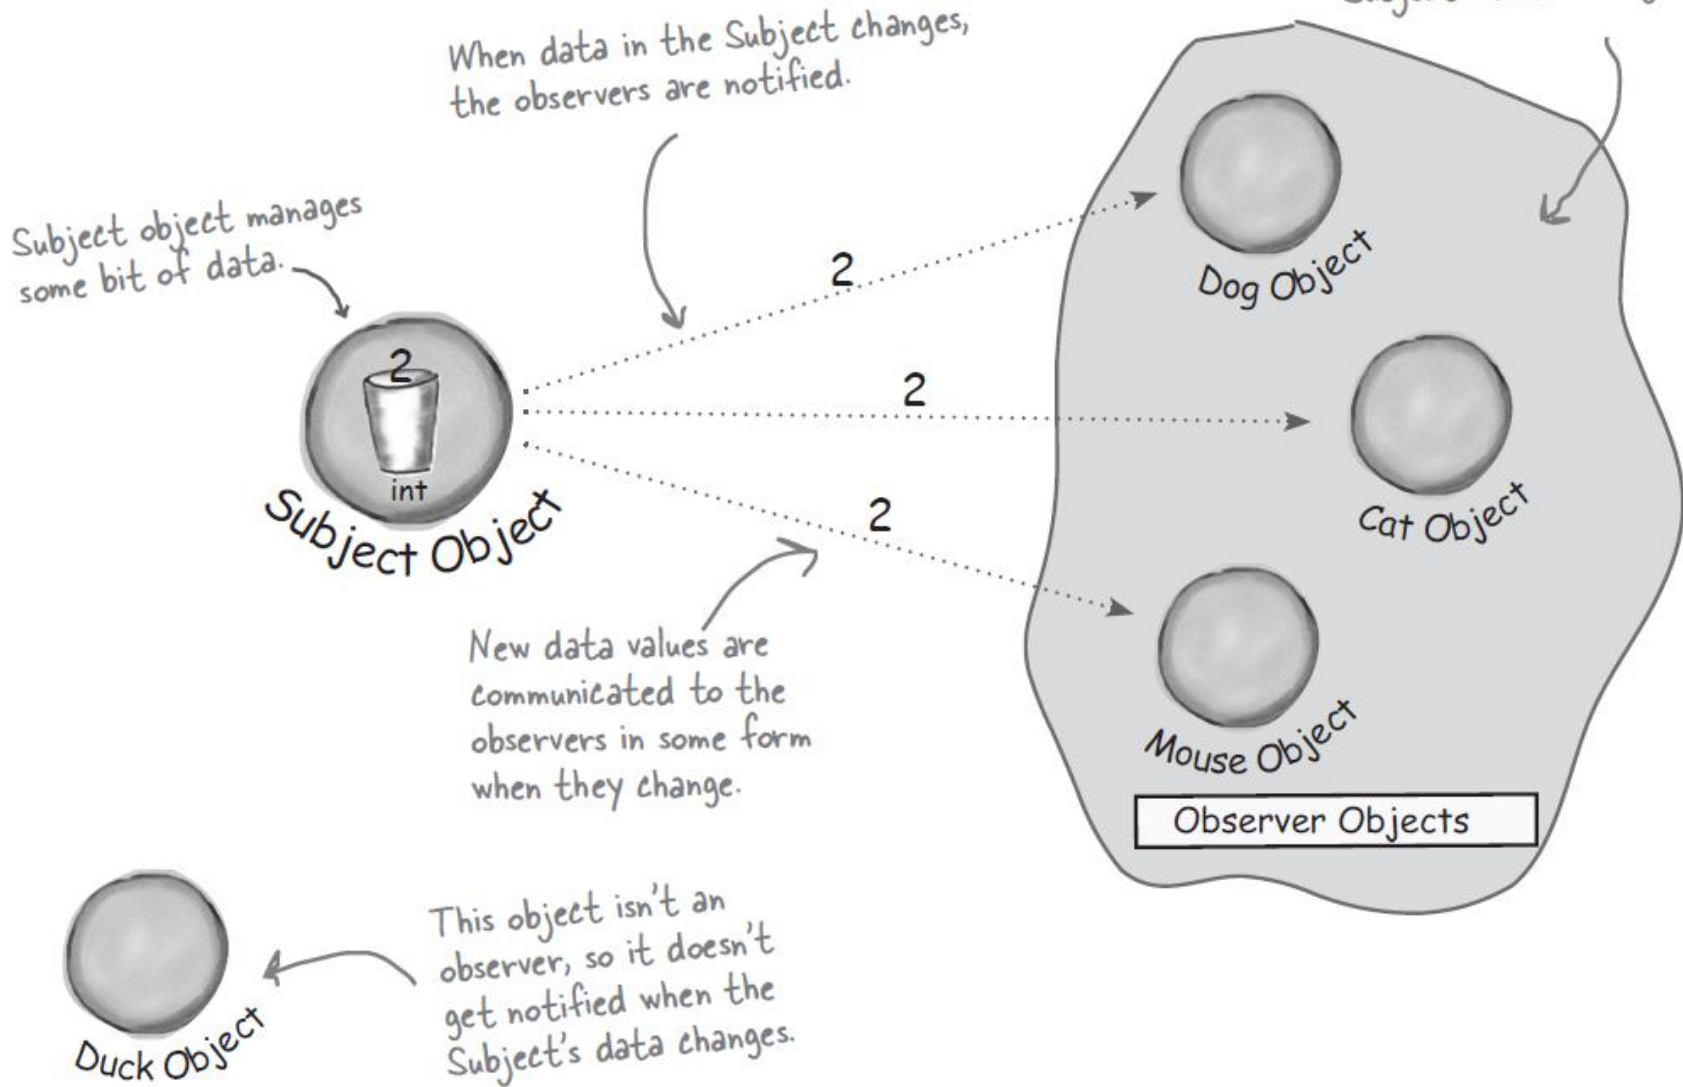 When data in the Subject changes,
the observers are notified.
Subject object manages
some bit of data.
2
Dog Object
2
int
Subject Object
2
Cat Object
2
Mouse Object
New data values are
communicated to the
observers in some form
when they change.
Observer Objects
This object isn't an
observer, so it doesn't
get notified when the
Subject's data changes.
Duck Object